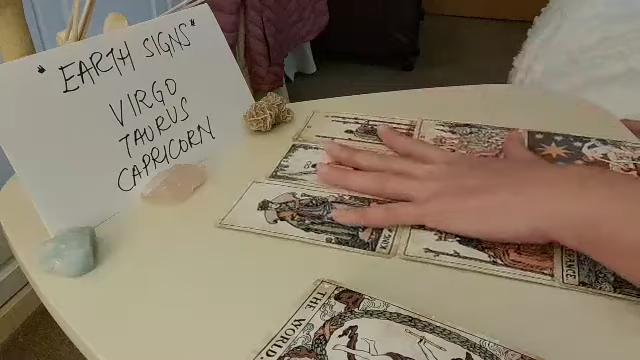 "EARTH SIGNS"
VIRGO
TAURUS
CAPRICORN
THE WORLD.